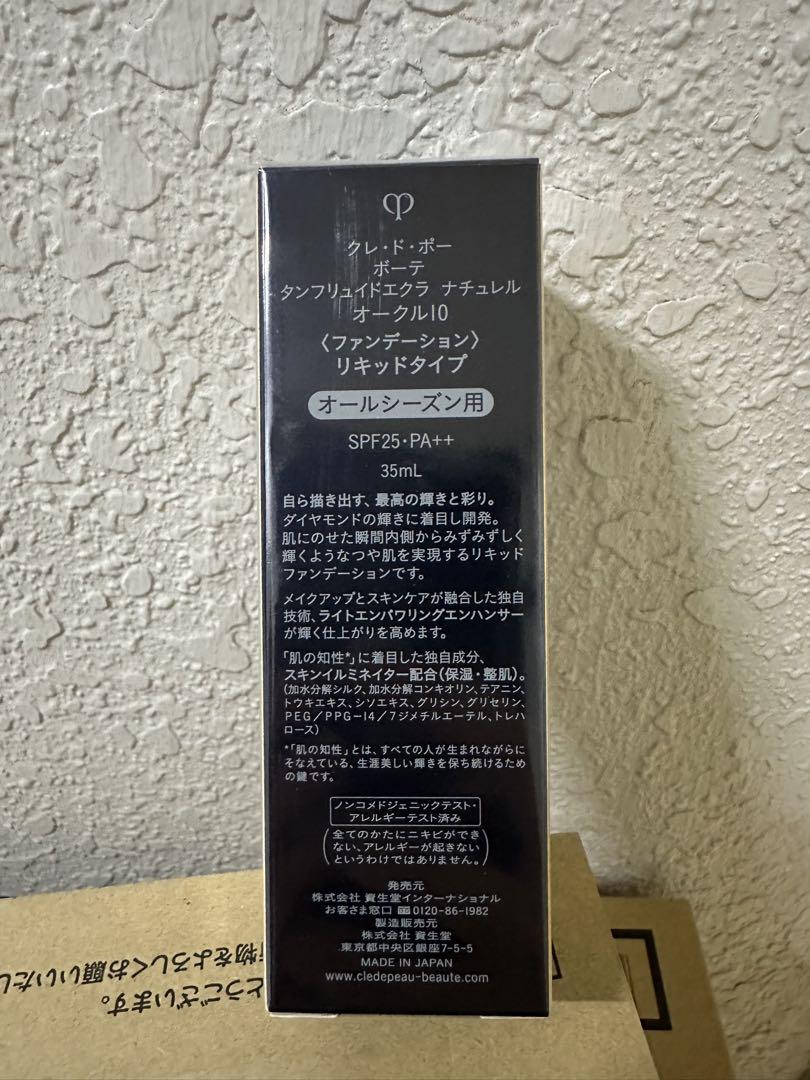 クレ・ド・ポー
ボーテ
タンフリュイドエクラ ナチュレル
オークル10
〈ファンデーション〉
リキッドタイプ
オールシーズン用
SPF25・PA++
35mL
自ら描き出す、最高の輝きと彩り。
ダイヤモンドの輝きに着目し開発。
肌にのせた瞬間内側からみずみずしく
輝くようなつや肌を実現するリキッド
ファンデーションです。
メイクアップとスキンケアが融合した独自
技術、ライトエンパワリングエンハンサー
が輝く仕上がりを高めます。
「肌の知性*」に着目した独自成分、
スキンイルミネイター配合(保湿・整肌)。
(加水分解シルク、加水分解コンキオリン、テアニン、
トウキエキス、シソエキス、グリシン、グリセリン、
PEG/PPG-14/7ジメチルエーテル、トレハ
ロース)
*「肌の知性」とは、すべての人が生まれながらに
そなえている、生涯美しい輝きを保ち続けるため
の鍵です。
ノンコメドジェニックテスト・
アレルギーテスト済み
(全てのかたにニキビができ
ない、アレルギーが起きない
というわけではありません。)
発売元
株式会社 資生堂インターナショナル
お客さま窓口 0120-86-1982
製造販売元
株式会社 資生堂
東京都中央区銀座7-5-5
MADE IN JAPAN
www.cledepeau-beaute.com
物をよろしくお願いいたし
とうございます。